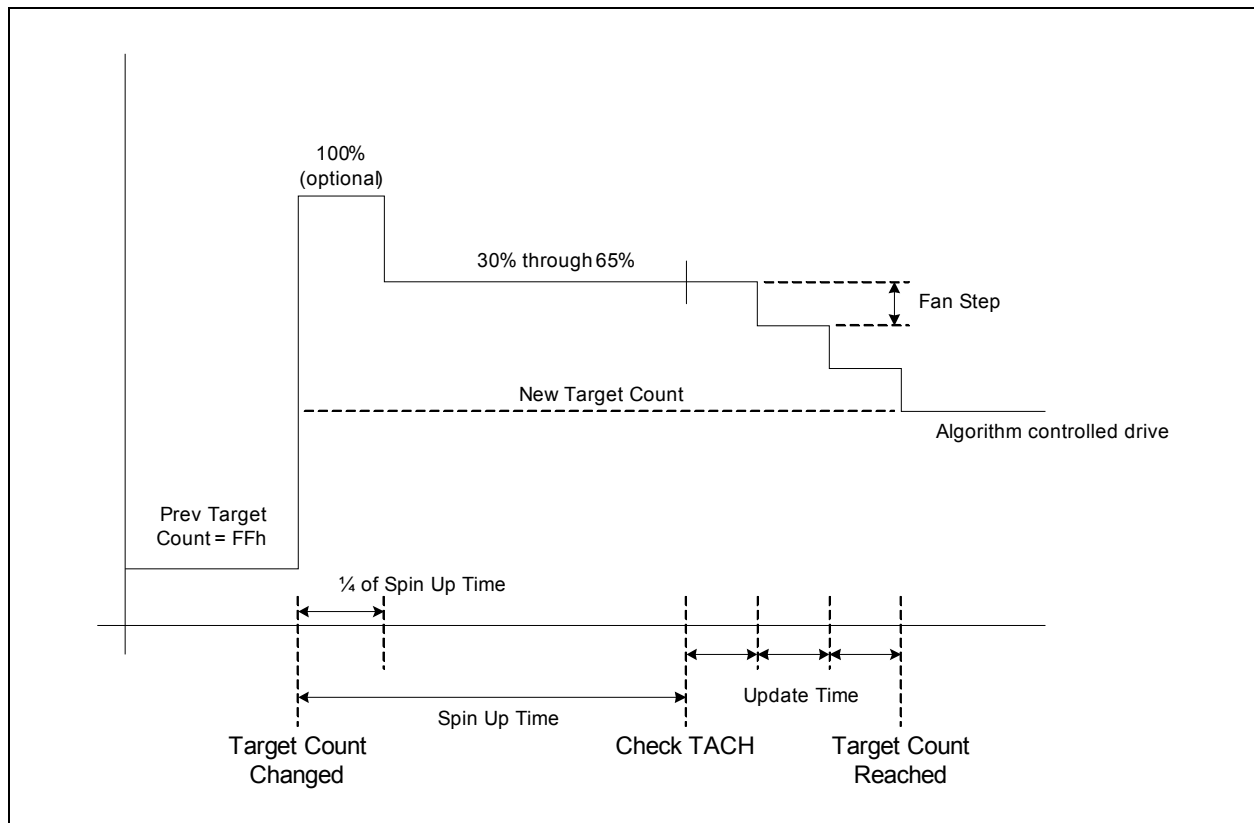 100%
(optional)
30% through 65%
Fan Step
New Target Count
Algorithm controlled drive
Prev Target
Count = FFh
¼ of Spin Up Time
Update Time
Spin Up Time
Target Count
Changed
Check TACH
Target Count
Reached